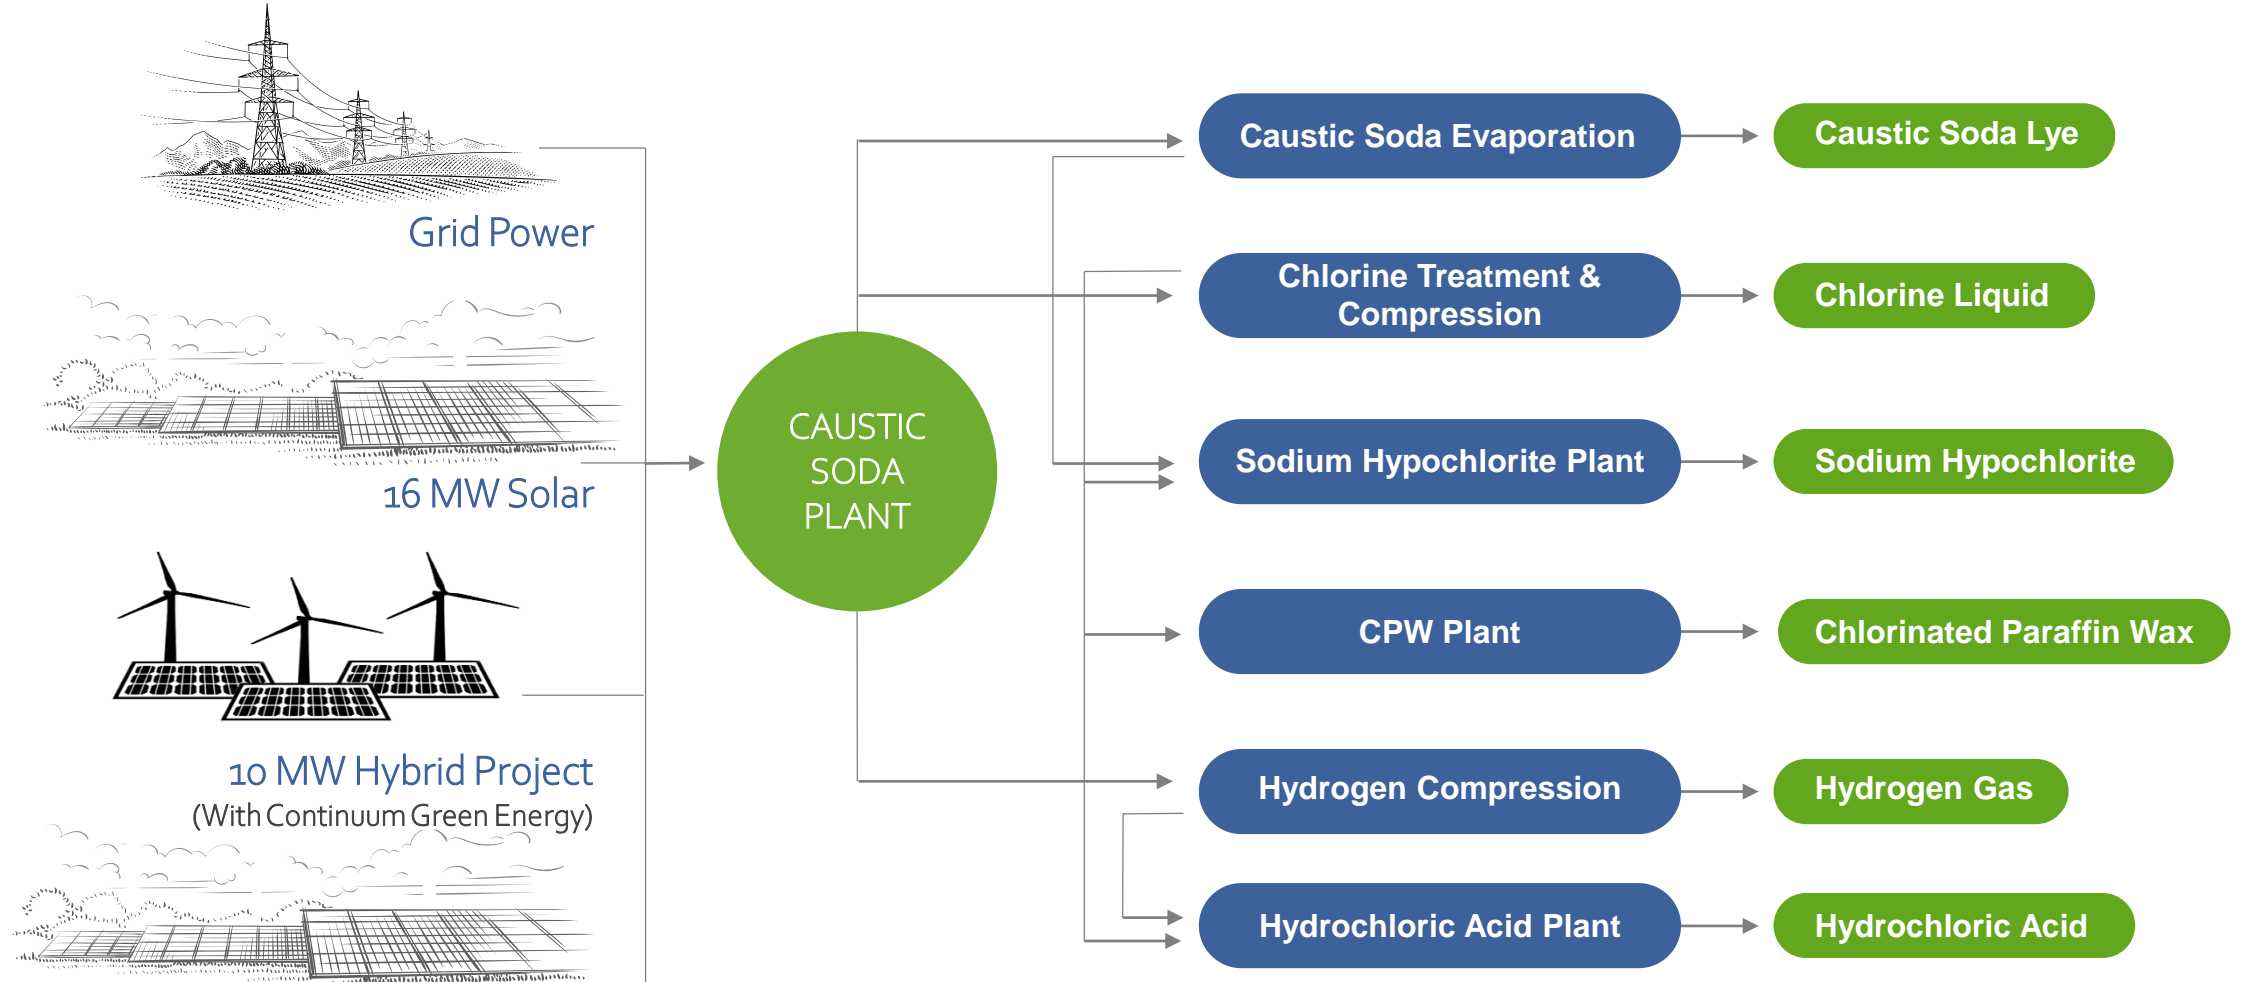 Grid Power
16 MW Solar
10 MW Hybrid Project
(With Continuum Green Energy)
CAUSTIC
SODA
PLANT
Caustic Soda Evaporation
Caustic Soda Lye
Chlorine Treatment &
Compression
Chlorine Liquid
Sodium Hypochlorite Plant
Sodium Hypochlorite
CPW Plant
Chlorinated Paraffin Wax
Hydrogen Compression
Hydrogen Gas
Hydrochloric Acid Plant
Hydrochloric Acid